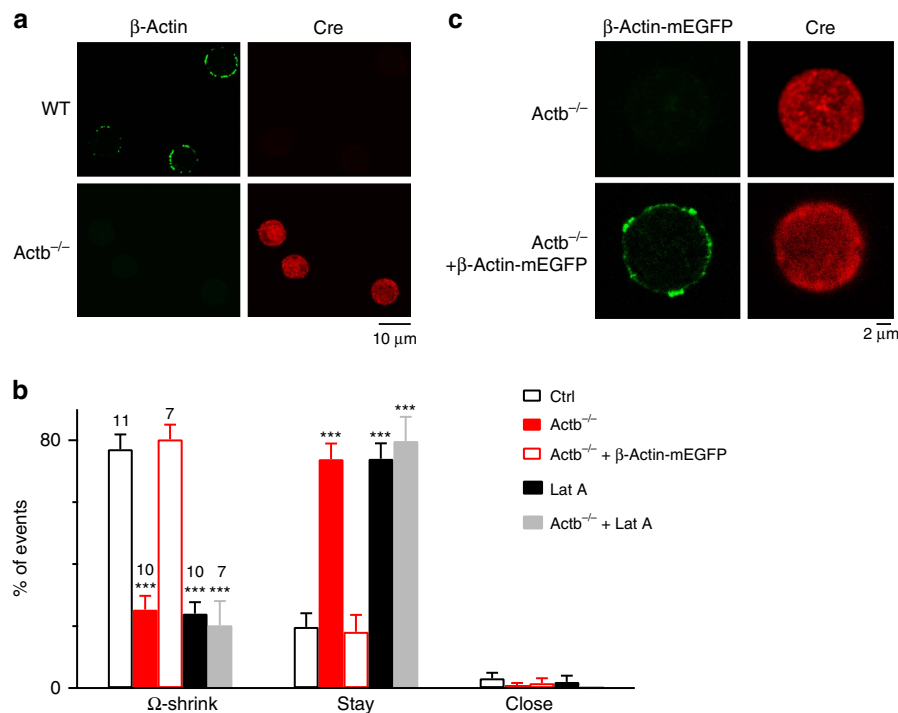 a
β-Actin Cre
WT
Actb−/−
10 μm
c
β-Actin-mEGFP Cre
Actb−/−
Actb−/−
+β-Actin-mEGFP
2 μm
b
% of events
80
0
11
10
***
7
10
***
7
***
***
***
***
Ω-shrink Stay Close
Ctrl
Actb−/−
Actb−/− + β-Actin-mEGFP
Lat A
Actb−/− + Lat A